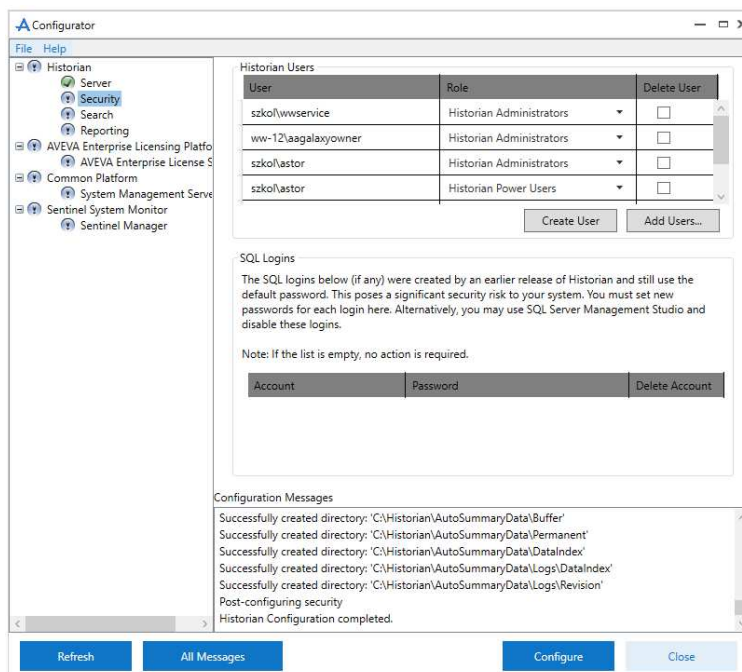 Configurator
File Help
Historian
Server
Security
Search
Reporting
AVEVA Enterprise Licensing Platfo
AVEVA Enterprise License S
Common Platform
System Management Serve
Sentinel System Monitor
Sentinel Manager
Historian Users
User Role Delete User
szkol\wwservice Historian Administrators
ww-12\aagalaxyowner Historian Administrators
szkol\astor Historian Administrators
szkol\astor Historian Power Users
Create User Add Users...
SQL Logins
The SQL logins below (if any) were created by an earlier release of Historian and still use the
default password. This poses a significant security risk to your system. You must set new
passwords for each login here. Alternatively, you may use SQL Server Management Studio and
disable these logins.
Note: If the list is empty, no action is required.
Account Password Delete Account
Configuration Messages
Successfully created directory: 'C:\Historian\AutoSummaryData\Buffer'
Successfully created directory: 'C:\Historian\AutoSummaryData\Permanent'
Successfully created directory: 'C:\Historian\AutoSummaryData\DataIndex'
Successfully created directory: 'C:\Historian\AutoSummaryData\Logs\DataIndex'
Successfully created directory: 'C:\Historian\AutoSummaryData\Logs\Revision'
Post-configuring security
Historian Configuration completed.
Refresh All Messages Configure Close